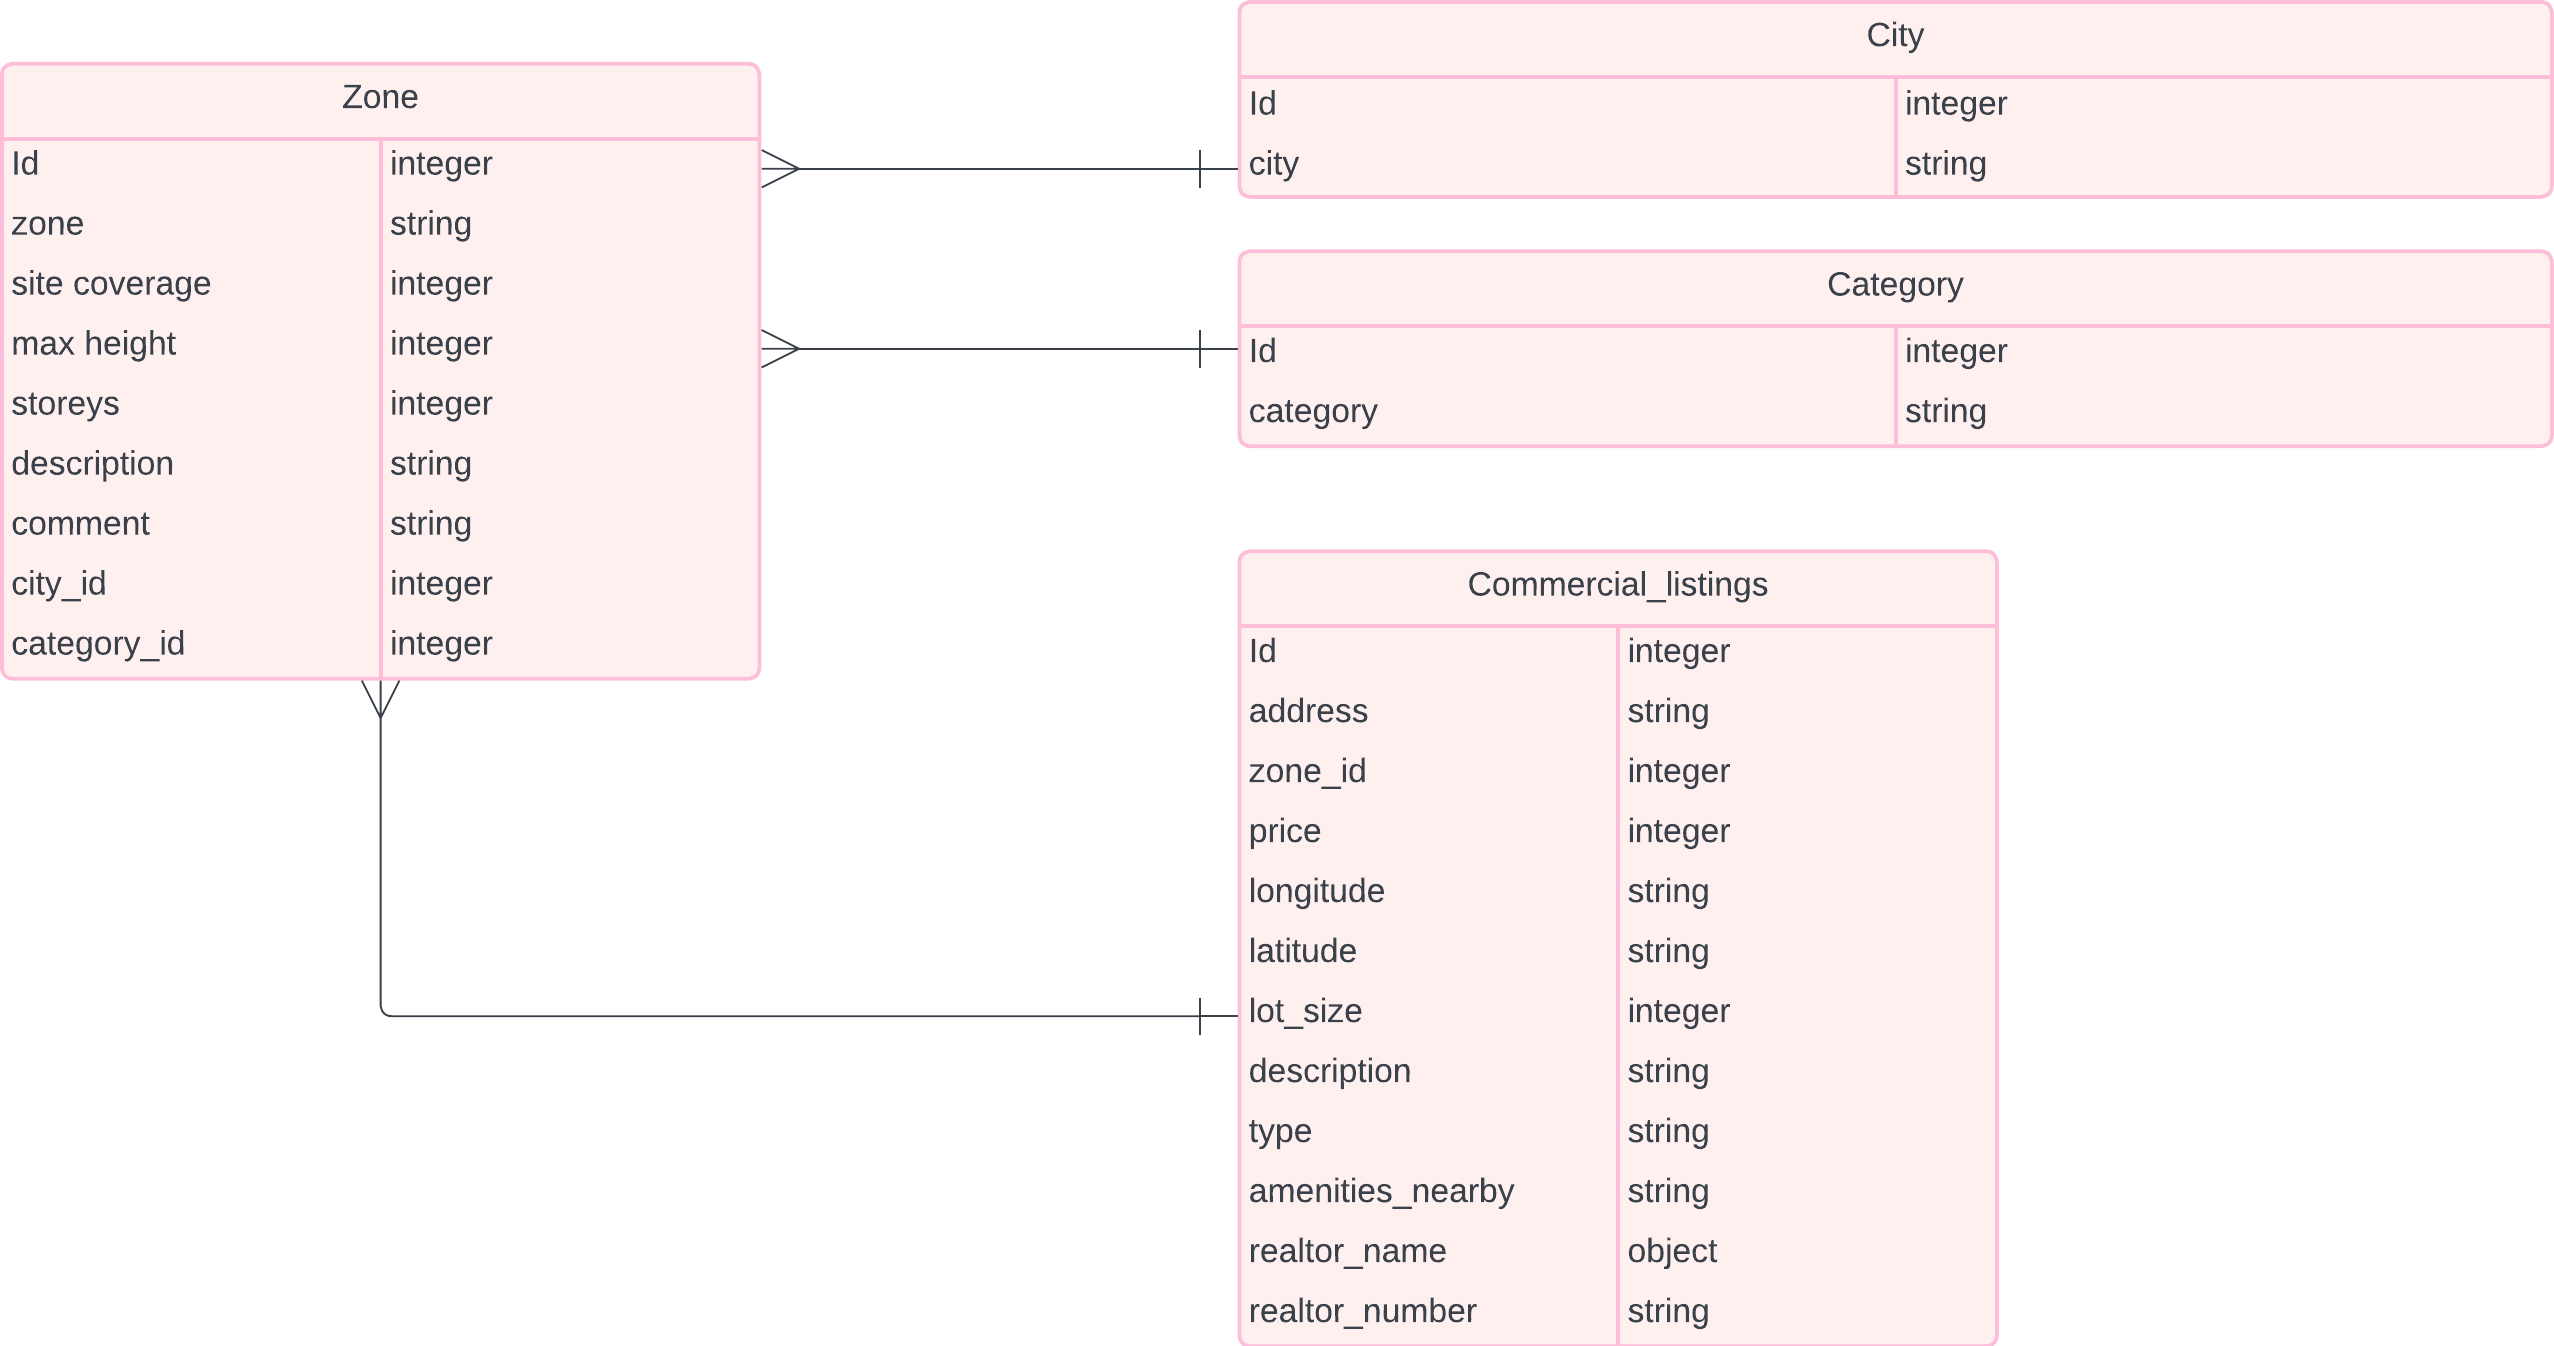 Zone
Id integer
zone string
site coverage integer
max height integer
storeys integer
description string
comment string
city_id integer
category_id integer
City
Id integer
city string
Category
Id integer
category string
Commercial_listings
Id integer
address string
zone_id integer
price integer
longitude string
latitude string
lot_size integer
description string
type string
amenities_nearby string
realtor_name object
realtor_number string